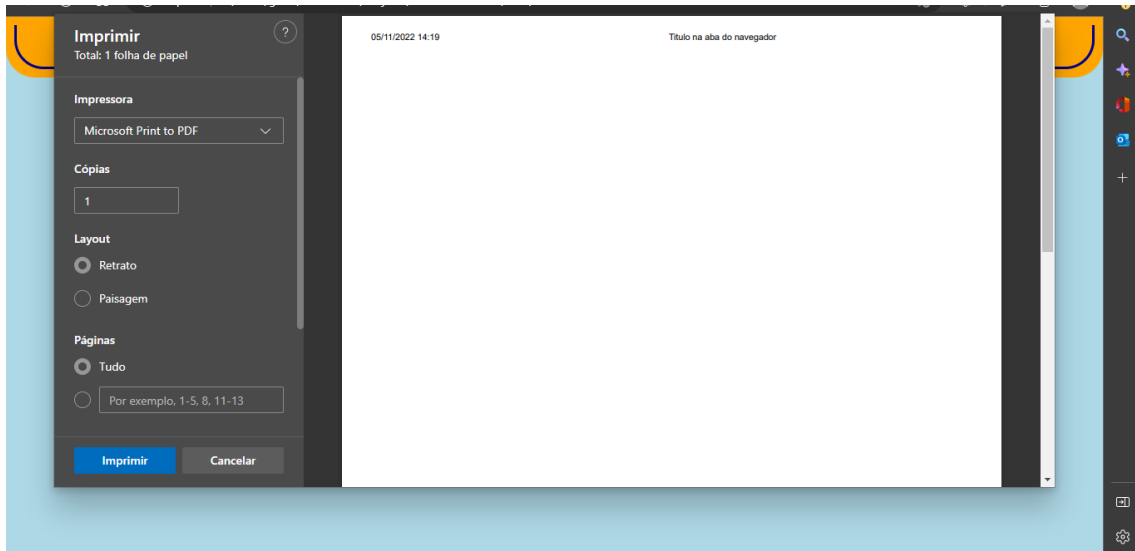 Imprimir
?
Total: 1 folha de papel
05/11/2022 14:19
Titulo na aba do navegador
Impressora
Microsoft Print to PDF
Cópias
1
Layout
Retrato
Paisagem
Páginas
Tudo
Por exemplo, 1-5, 8, 11-13
Imprimir
Cancelar